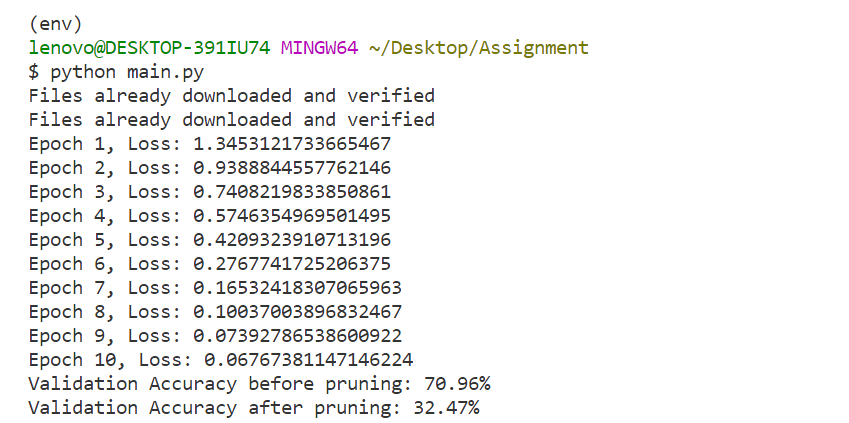 (env)
lenovo@DESKTOP-391IU74 MINGW64 ~/Desktop/Assignment
$ python main.py
Files already downloaded and verified
Files already downloaded and verified
Epoch 1, Loss: 1.3453121733665467
Epoch 2, Loss: 0.9388844557762146
Epoch 3, Loss: 0.7408219833850861
Epoch 4, Loss: 0.5746354969501495
Epoch 5, Loss: 0.4209323910713196
Epoch 6, Loss: 0.2767741725206375
Epoch 7, Loss: 0.16532418307065963
Epoch 8, Loss: 0.10037003896832467
Epoch 9, Loss: 0.07392786538600922
Epoch 10, Loss: 0.06767381147146224
Validation Accuracy before pruning: 70.96%
Validation Accuracy after pruning: 32.47%